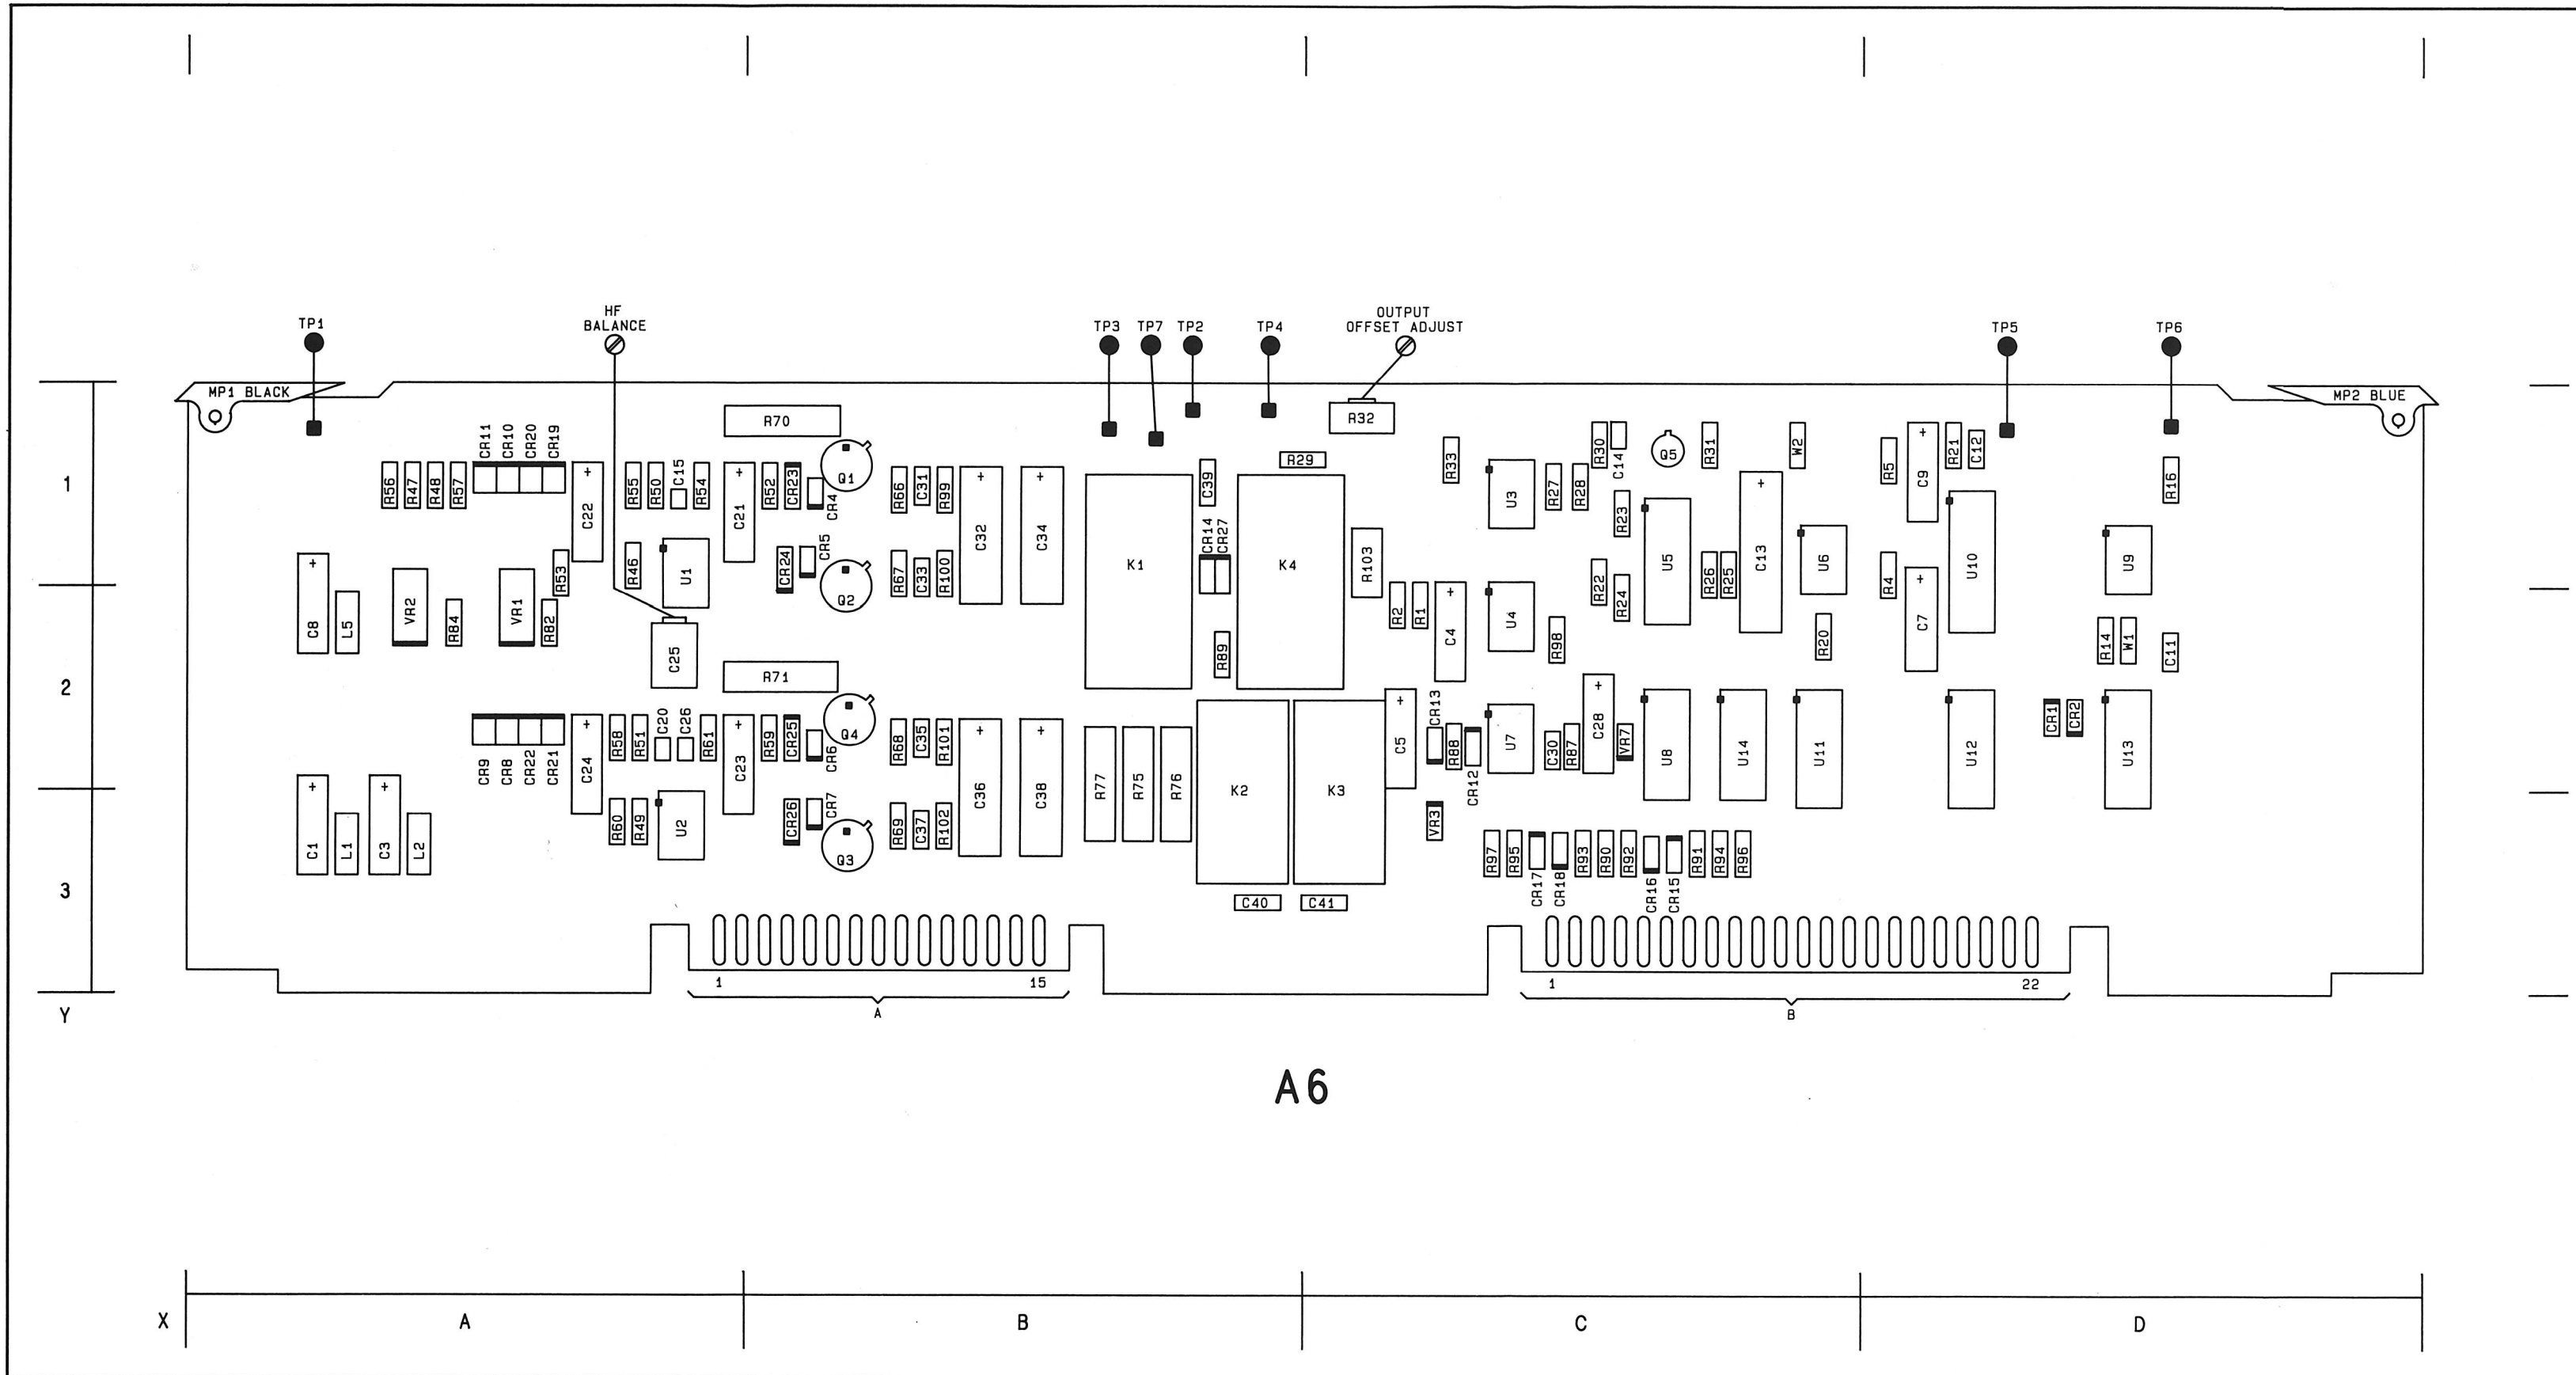 TP1
HF
BALANCE
TP3
TP7
TP2
TP4
OUTPUT
OFFSET ADJUST
TP5
TP6
MP1 BLACK
MP2 BLUE
R70
R32
CR11
CR10
CR20
CR19
R56
R47
R48
R57
C22
R55
R50
C15
R54
C21
R52
CR23
CR4
Q1
R66
C31
R99
C32
C34
K1
C39
CR14
CR27
K4
R29
R103
R33
U3
R27
R28
R30
C14
R23
Q5
R31
W2
C13
U5
U6
R5
C9
R21
C12
U10
R16
U9
1
R53
R46
U1
CR24
CR5
Q2
R67
C33
R100
R22
R24
R26
R25
R4
C8
L5
VR2
R84
VR1
R82
C25
R71
R89
R2
R1
C4
U4
R98
R20
C7
R14
W1
C11
2
CR9
CR8
CR22
CR21
C24
R58
R51
C20
C26
R61
C23
R59
CR25
CR6
Q4
R68
C35
R101
C36
C38
R77
R75
R76
K2
K3
C5
CR13
R88
CR12
U7
C30
R87
C28
VR7
U8
U14
U11
U12
CR1
CR2
U13
C1
L1
C3
L2
R60
R49
U2
CR26
CR7
Q3
R69
C37
R102
VR3
R97
R95
CR17
CR18
R93
R90
R92
CR16
CR15
R91
R94
R96
3
C40
C41
1
15
1
22
Y
A
B
A6
X
A
B
C
D